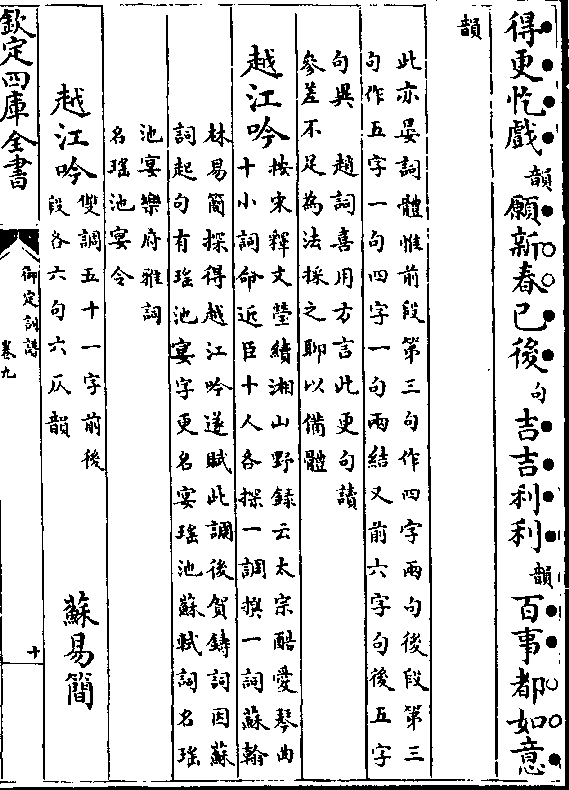 得更忔戲韻願新春已後句吉吉利利韻百事都如意
韻
此亦晏詞體惟前段第三句作四字兩句後段第三
句作五字一句四字一句兩結又前六字句後五字
句異　趙詞喜用方言此更句讀
參差不足為法採之聊以備體
越江吟
按宋釋文瑩續湘山野錄云太宗酷愛琴曲
十小詞命近臣十人各探一調撰一詞蘇翰
林易簡探得越江吟遂賦此調後賀鑄詞因蘇
詞起句有瑤池宴字更名宴瑤池蘇軾詞名瑤
池宴樂府雅詞
名瑤池宴令
越江吟
雙調五十一字前後
段各六句六仄韻
蘇易簡
欽定四庫全書
御定詞譜
卷九
十